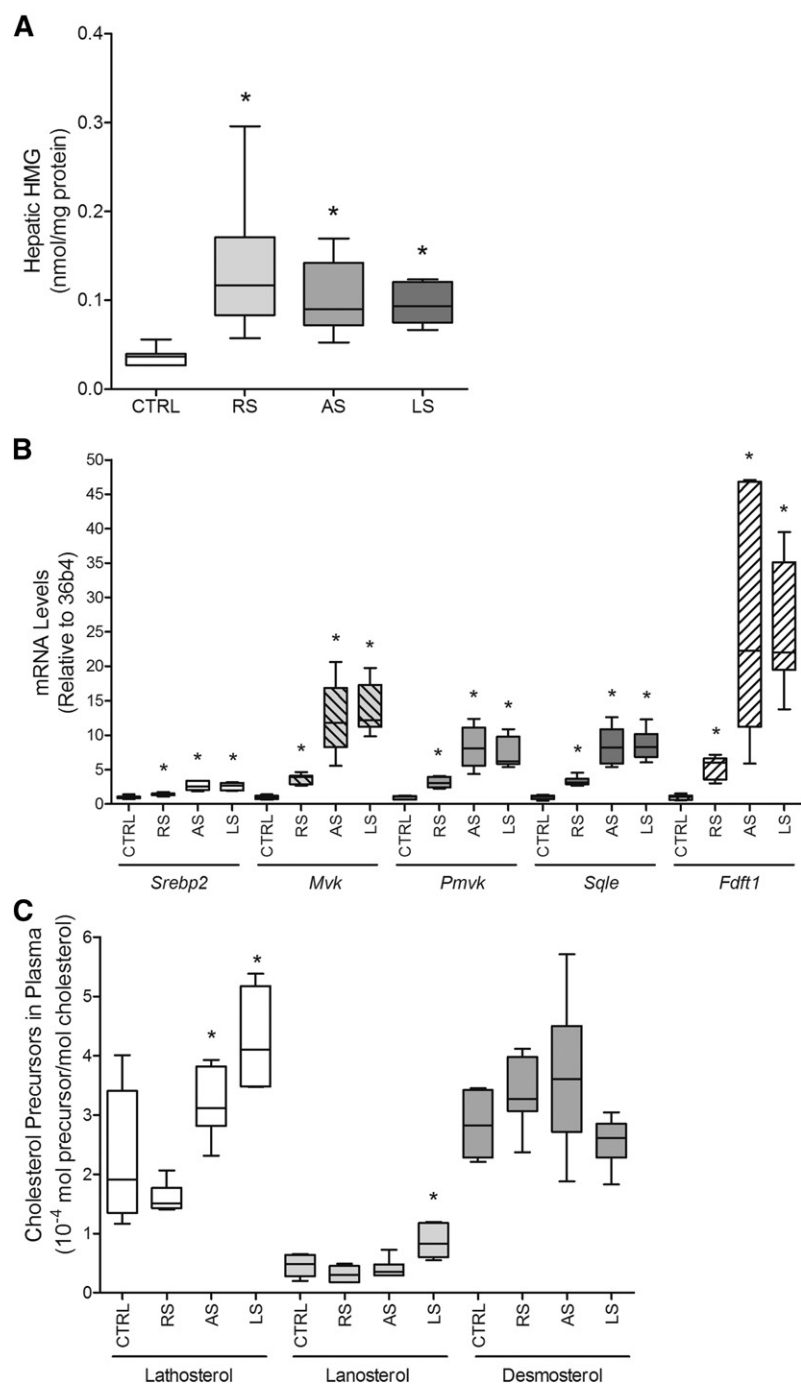 A
0.4
0.3
0.2
0.1
0.0
Hepatic HMG
(nmol/mg protein)
* * *
CTRL RS AS LS
B
50
45
40
35
30
25
20
15
10
5
0
mRNA Levels
(Relative to 36b4)
* * * * * * * * * * * * * * *
CTRL RS AS LS CTRL RS AS LS CTRL RS AS LS CTRL RS AS LS CTRL RS AS LS
Srebp2 Mvk Pmvk Sqle Fdft1
C
6
5
4
3
2
1
0
Cholesterol Precursors in Plasma
(10⁻⁴ mol precursor/mol cholesterol)
* * *
CTRL RS AS LS CTRL RS AS LS CTRL RS AS LS
Lathosterol Lanosterol Desmosterol